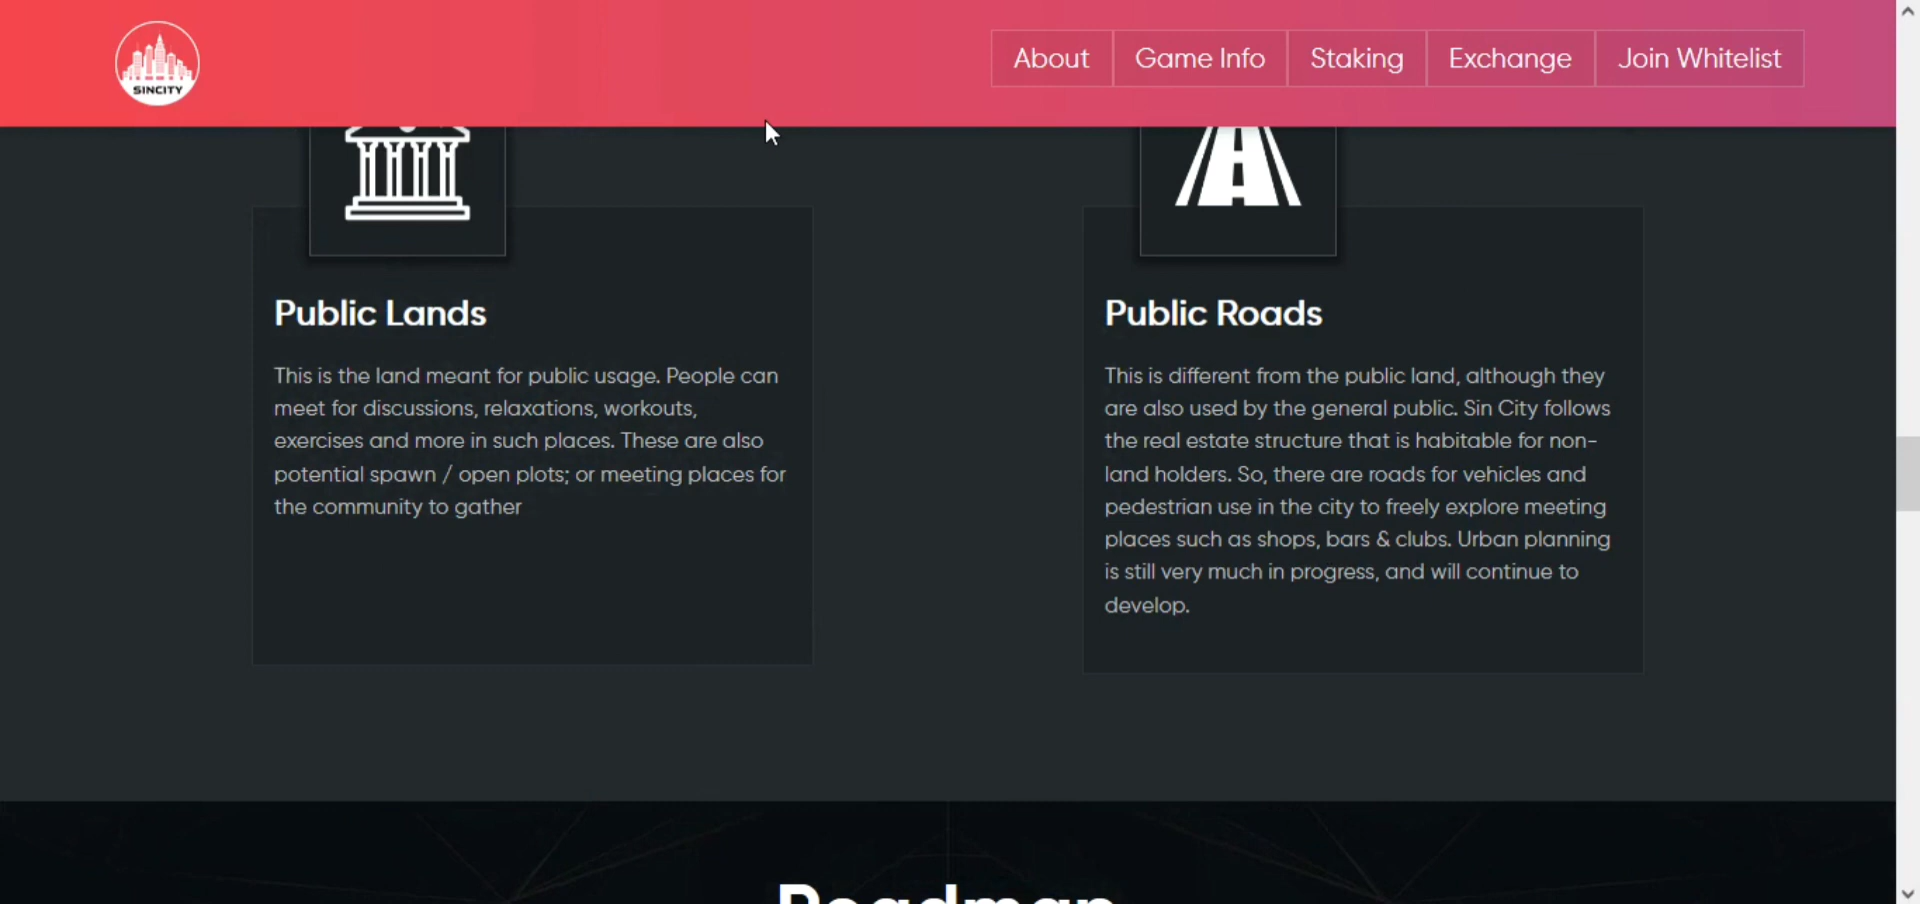 SINCITY
About
Game Info
Staking
Exchange
Join Whitelist
Public Lands
This is the land meant for public usage. People can
meet for discussions, relaxations, workouts,
exercises and more in such places. These are also
potential spawn / open plots; or meeting places for
the community to gather
Public Roads
This is different from the public land, although they
are also used by the general public. Sin City follows
the real estate structure that is habitable for non-
land holders. So, there are roads for vehicles and
pedestrian use in the city to freely explore meeting
places such as shops, bars & clubs. Urban planning
is still very much in progress, and will continue to
develop.
Roadmap